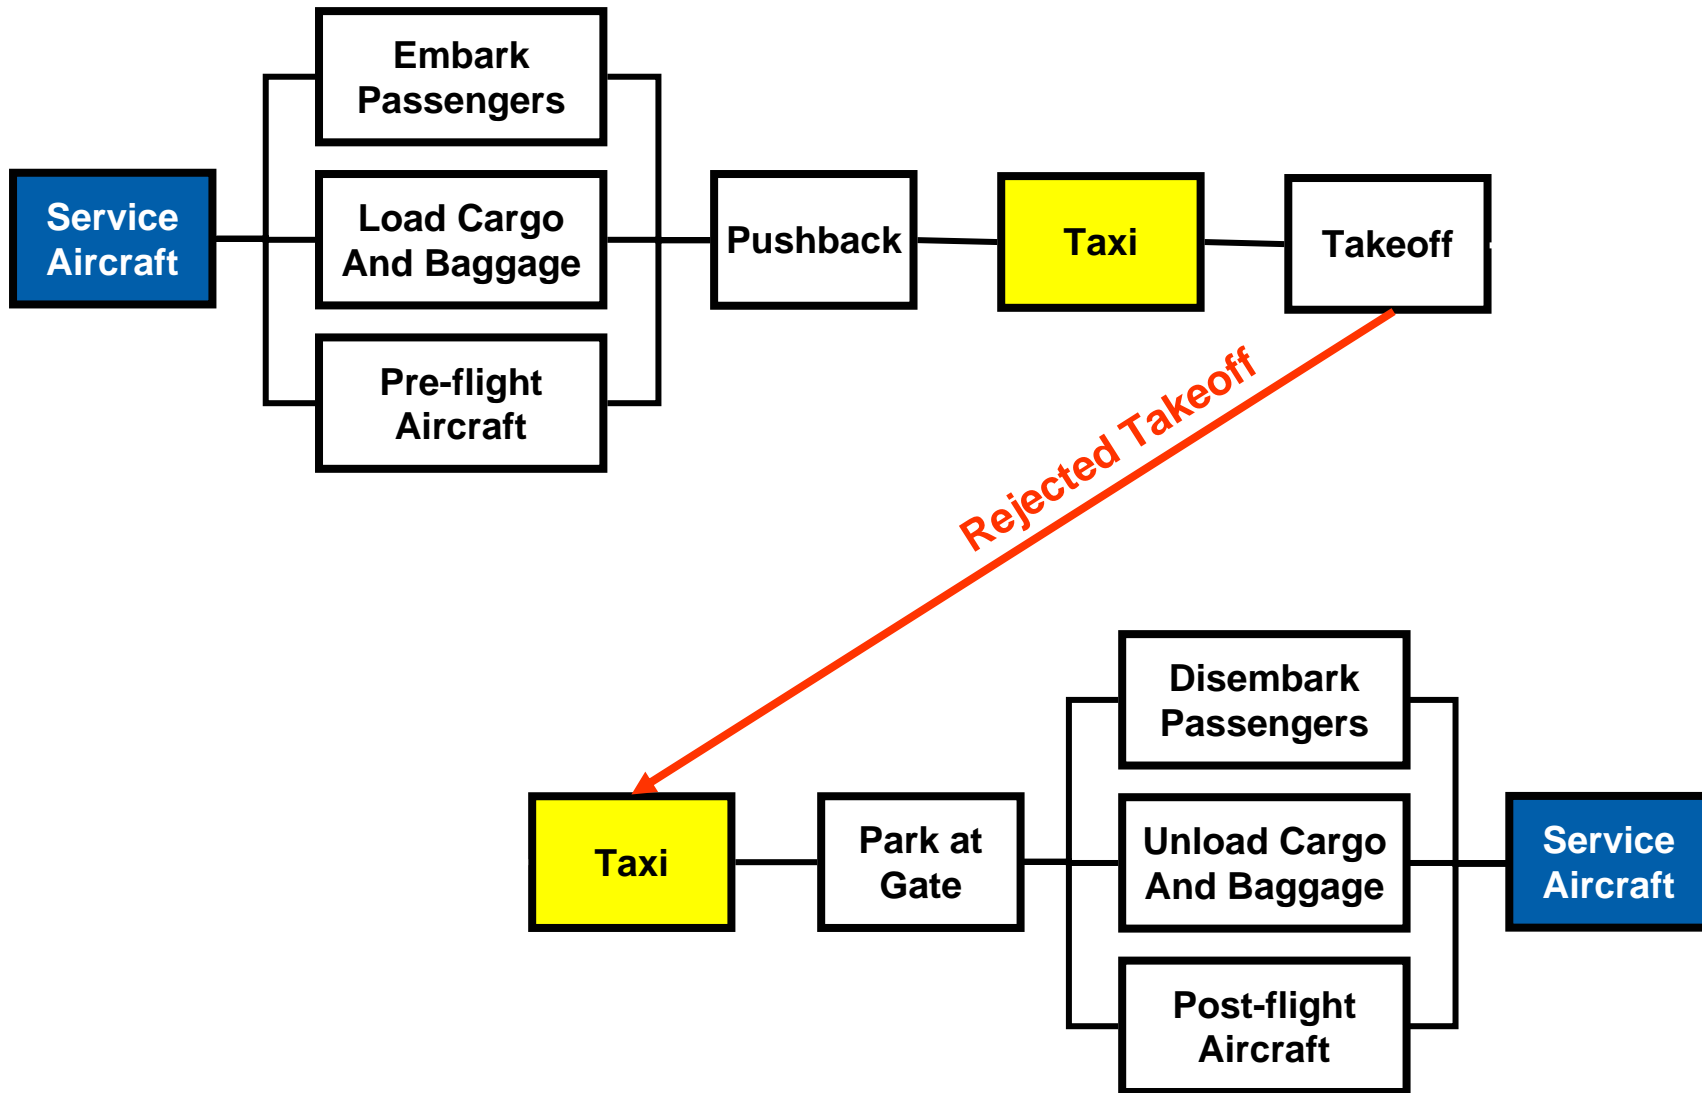 Embark
Passengers
Service
Aircraft
Load Cargo
And Baggage
Pushback
Taxi
Takeoff
Pre-flight
Aircraft
Rejected Takeoff
Disembark
Passengers
Taxi
Park at
Gate
Unload Cargo
And Baggage
Service
Aircraft
Post-flight
Aircraft